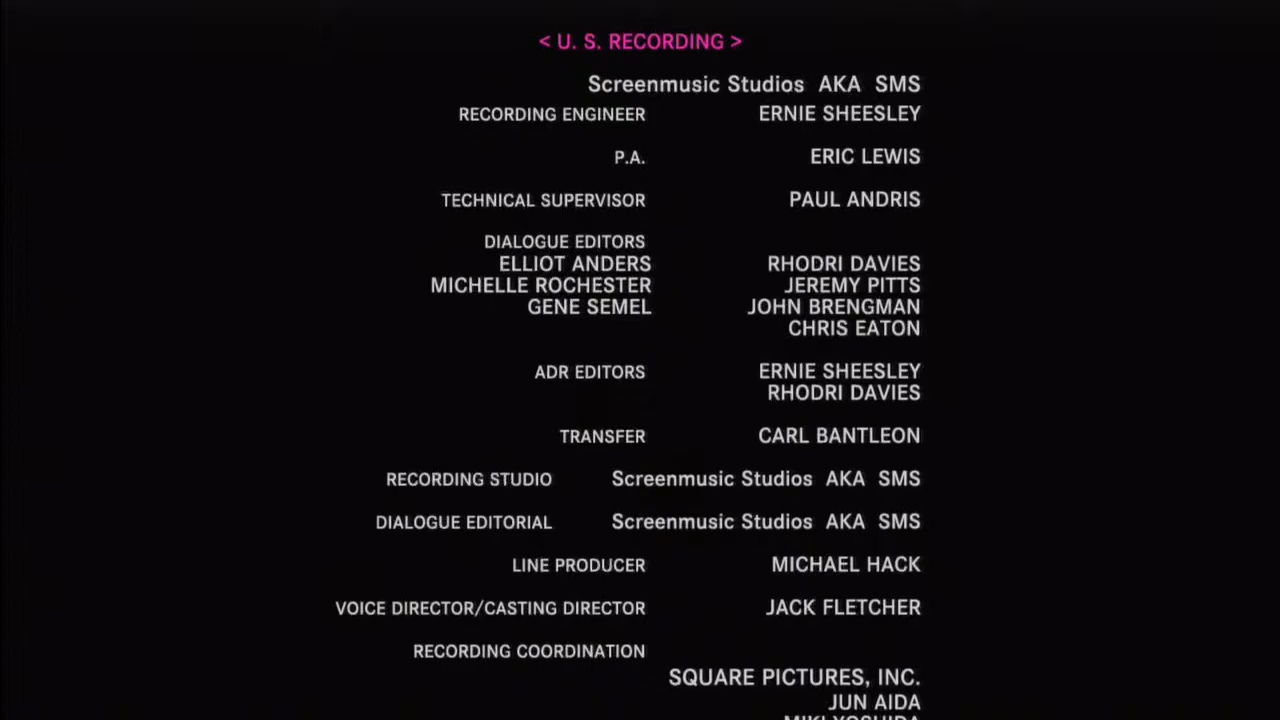 < U. S. RECORDING >
Screenmusic Studios AKA SMS
RECORDING ENGINEER ERNIE SHEESLEY
P.A. ERIC LEWIS
TECHNICAL SUPERVISOR PAUL ANDRIS
DIALOGUE EDITORS
ELLIOT ANDERS RHODRI DAVIES
MICHELLE ROCHESTER JEREMY PITTS
GENE SEMEL JOHN BRENGMAN
CHRIS EATON
ADR EDITORS ERNIE SHEESLEY
RHODRI DAVIES
TRANSFER CARL BANTLEON
RECORDING STUDIO Screenmusic Studios AKA SMS
DIALOGUE EDITORIAL Screenmusic Studios AKA SMS
LINE PRODUCER MICHAEL HACK
VOICE DIRECTOR/CASTING DIRECTOR JACK FLETCHER
RECORDING COORDINATION
SQUARE PICTURES, INC.
JUN AIDA